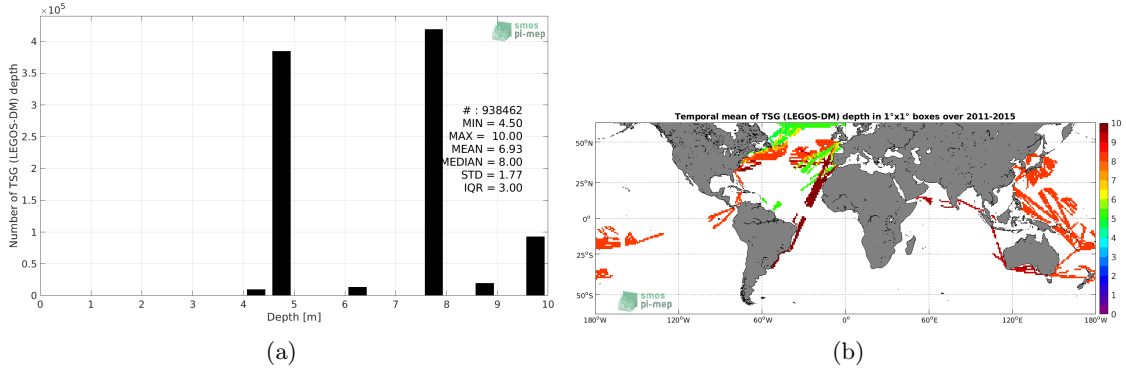 ×10⁵
smos
pi-mep
4
3.5
3
2.5
2
1.5
1
0.5
0
Number of TSG (LEGOS-DM) depth
# : 938462
MIN = 4.50
MAX = 10.00
MEAN = 6.93
MEDIAN = 8.00
STD = 1.77
IQR = 3.00
0 1 2 3 4 5 6 7 8 9 10
Depth [m]
(a)
Temporal mean of TSG (LEGOS-DM) depth in 1°x1° boxes over 2011-2015
50°N
25°N
0°
25°S
50°S
smos
pi-mep
180°W 120°W 60°W 0° 60°E 120°E 180°E
10
9
8
7
6
5
4
3
2
1
0
(b)